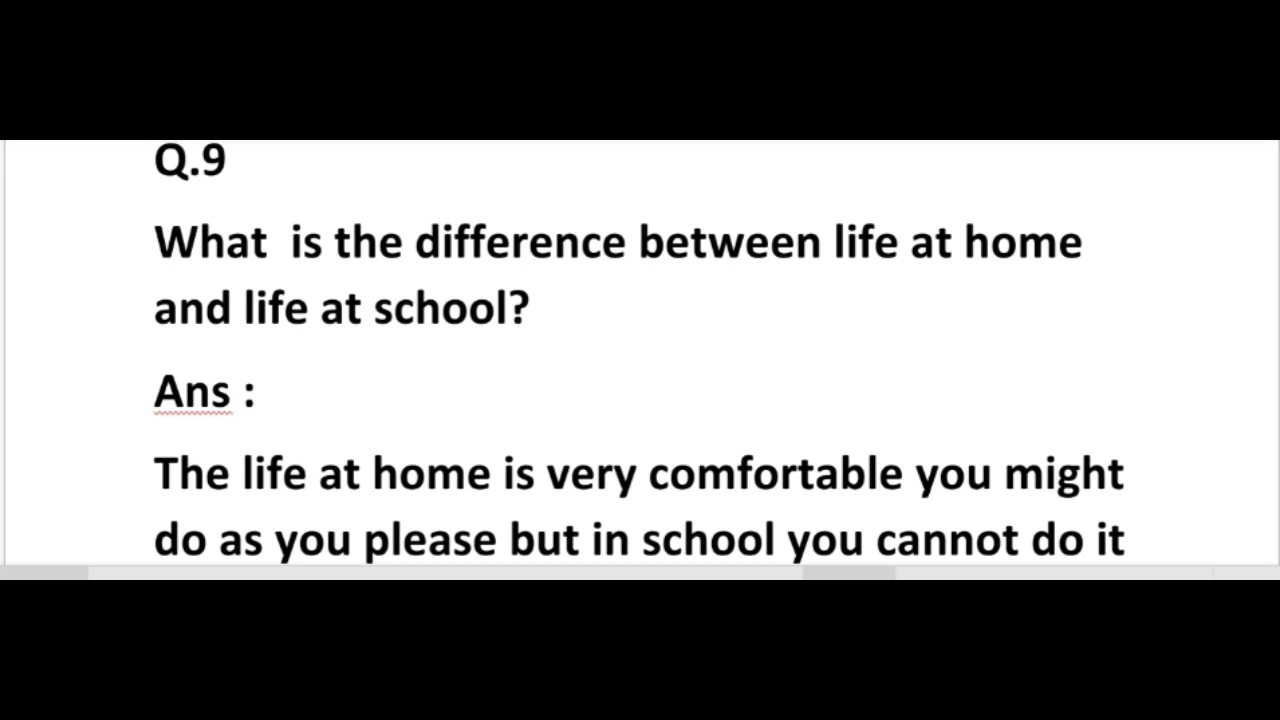 Q.9
What  is the difference between life at home
and life at school?
Ans :
The life at home is very comfortable you might
do as you please but in school you cannot do it